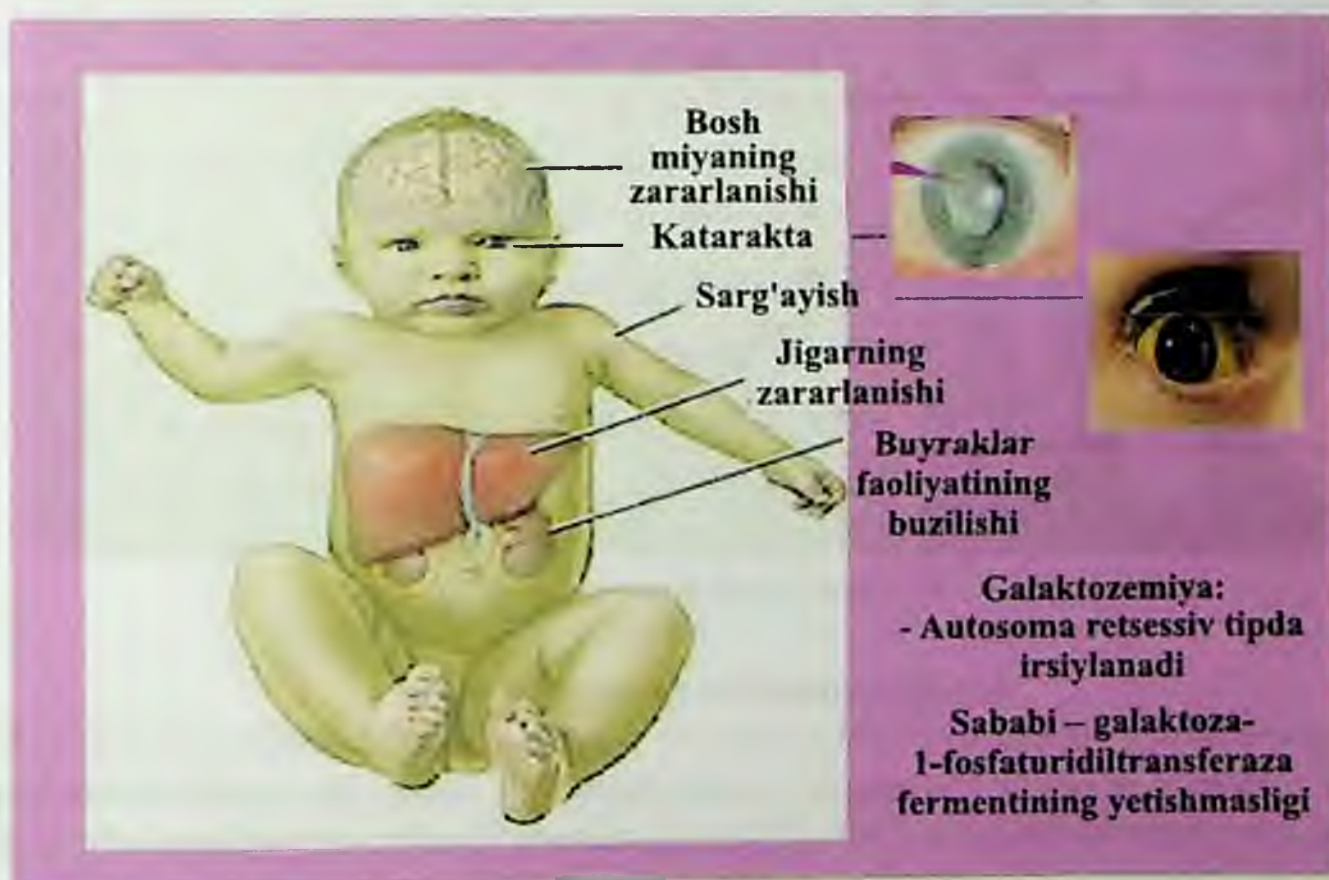 Bosh
miyaning
zararlanishi
Katarakta
Sarg'ayish
Jigarning
zararlanishi
Buyraklar
faoliyatining
buzilishi
Galaktozemiya:
- Autosoma retsessiv tipda
irsiylanadi
Sababi – galaktoza-
1-fosfaturidiltransferaza
fermentining yetishmasligi